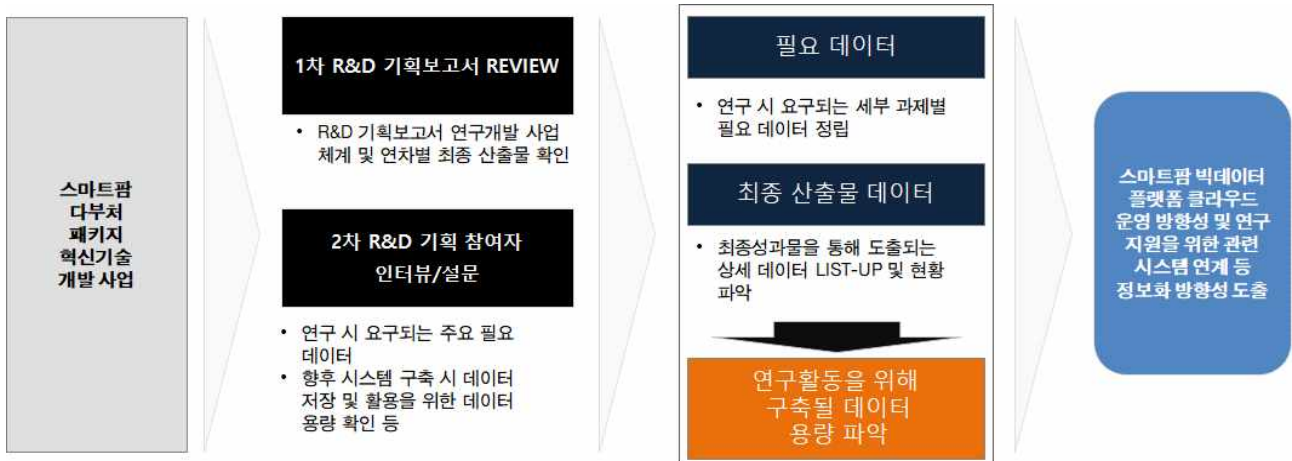 스마트팜
다부처
패키지
혁신기술
개발 사업
1차 R&D 기획보고서 REVIEW
• R&D 기획보고서 연구개발 사업
체계 및 연차별 최종 산출물 확인
2차 R&D 기획 참여자
인터뷰/설문
• 연구 시 요구되는 주요 필요
데이터
• 향후 시스템 구축 시 데이터
저장 및 활용을 위한 데이터
용량 확인 등
필요 데이터
• 연구 시 요구되는 세부 과제별
필요 데이터 정립
최종 산출물 데이터
• 최종성과물을 통해 도출되는
상세 데이터 LIST-UP 및 현황
파악
연구활동을 위해
구축될 데이터
용량 파악
스마트팜 빅데이터
플랫폼 클라우드
운영 방향성 및 연구
지원을 위한 관련
시스템 연계 등
정보화 방향성 도출